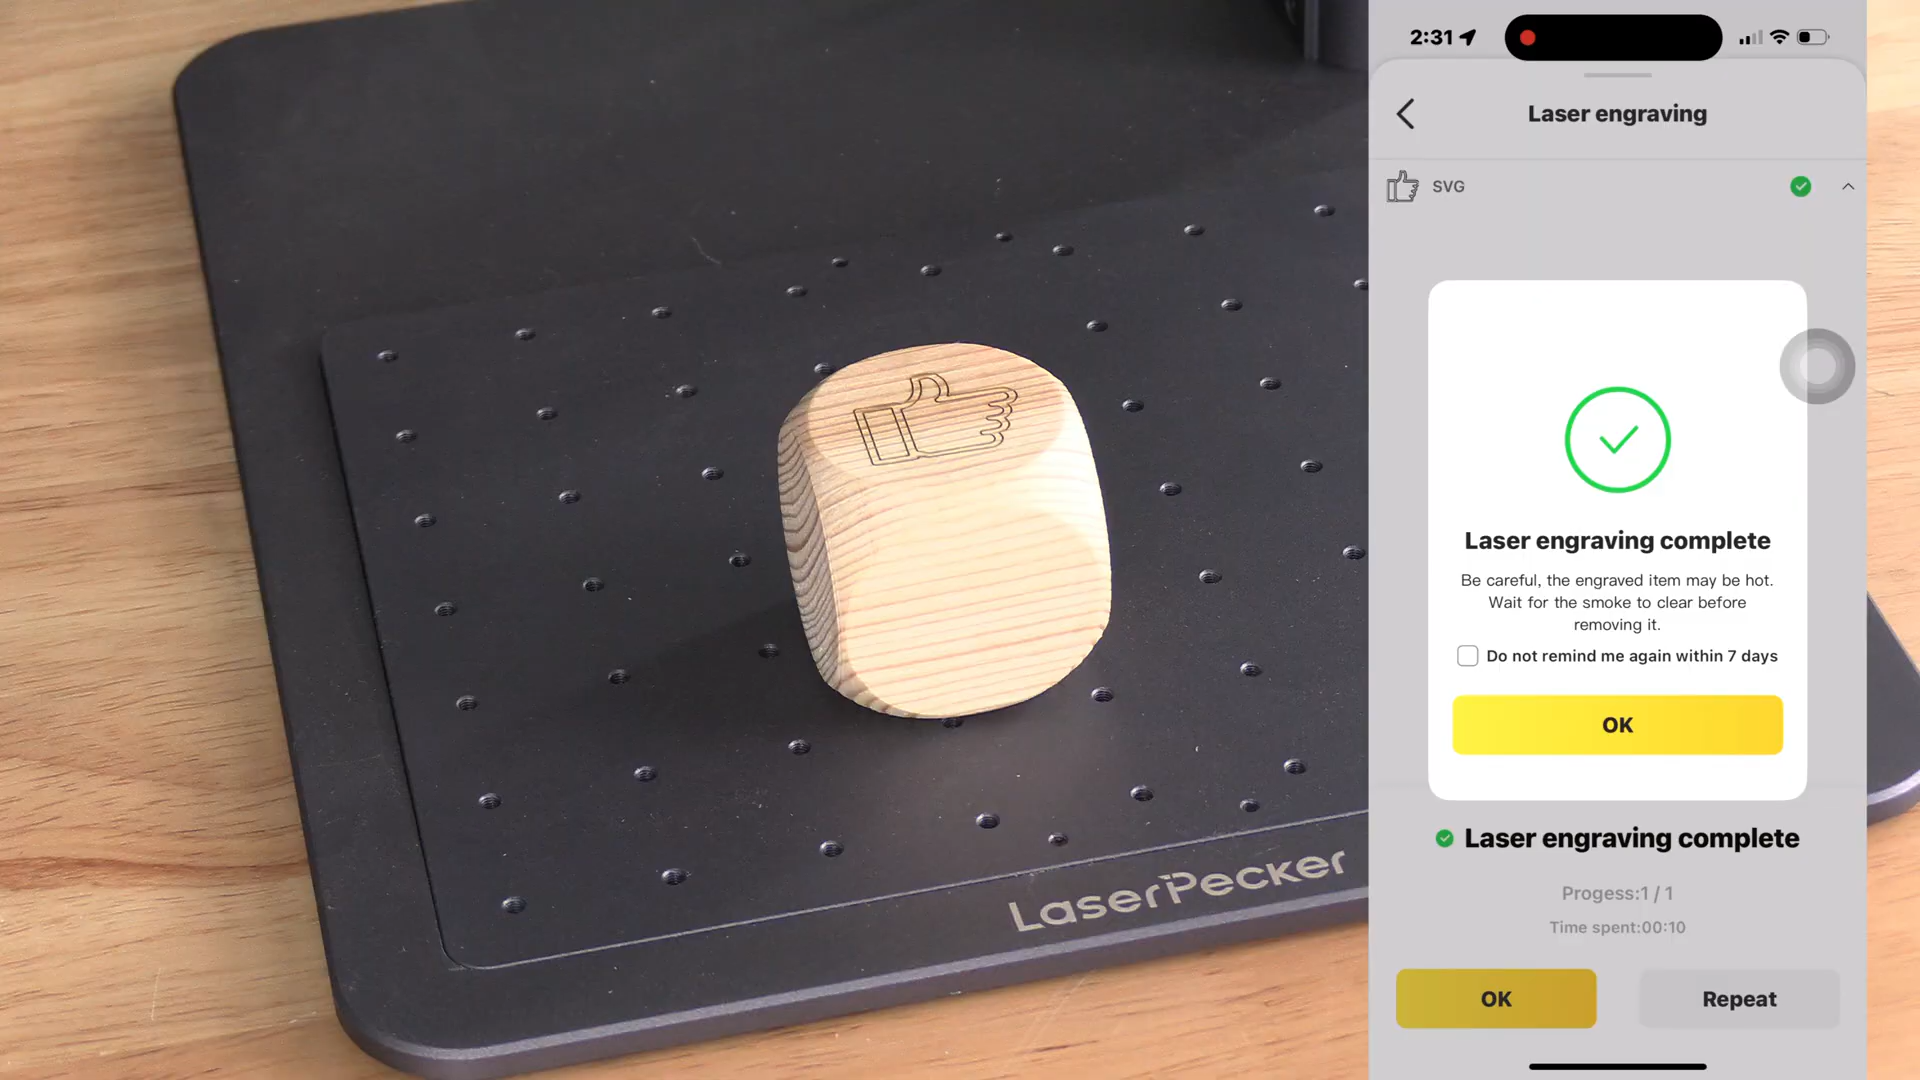 2:31
Laser engraving
SVG
Laser engraving complete
Be careful, the engraved item may be hot.
Wait for the smoke to clear before
removing it.
Do not remind me again within 7 days
OK
Laser engraving complete
Progess:1 / 1
Time spent:00:10
OK
Repeat
LaserPecker